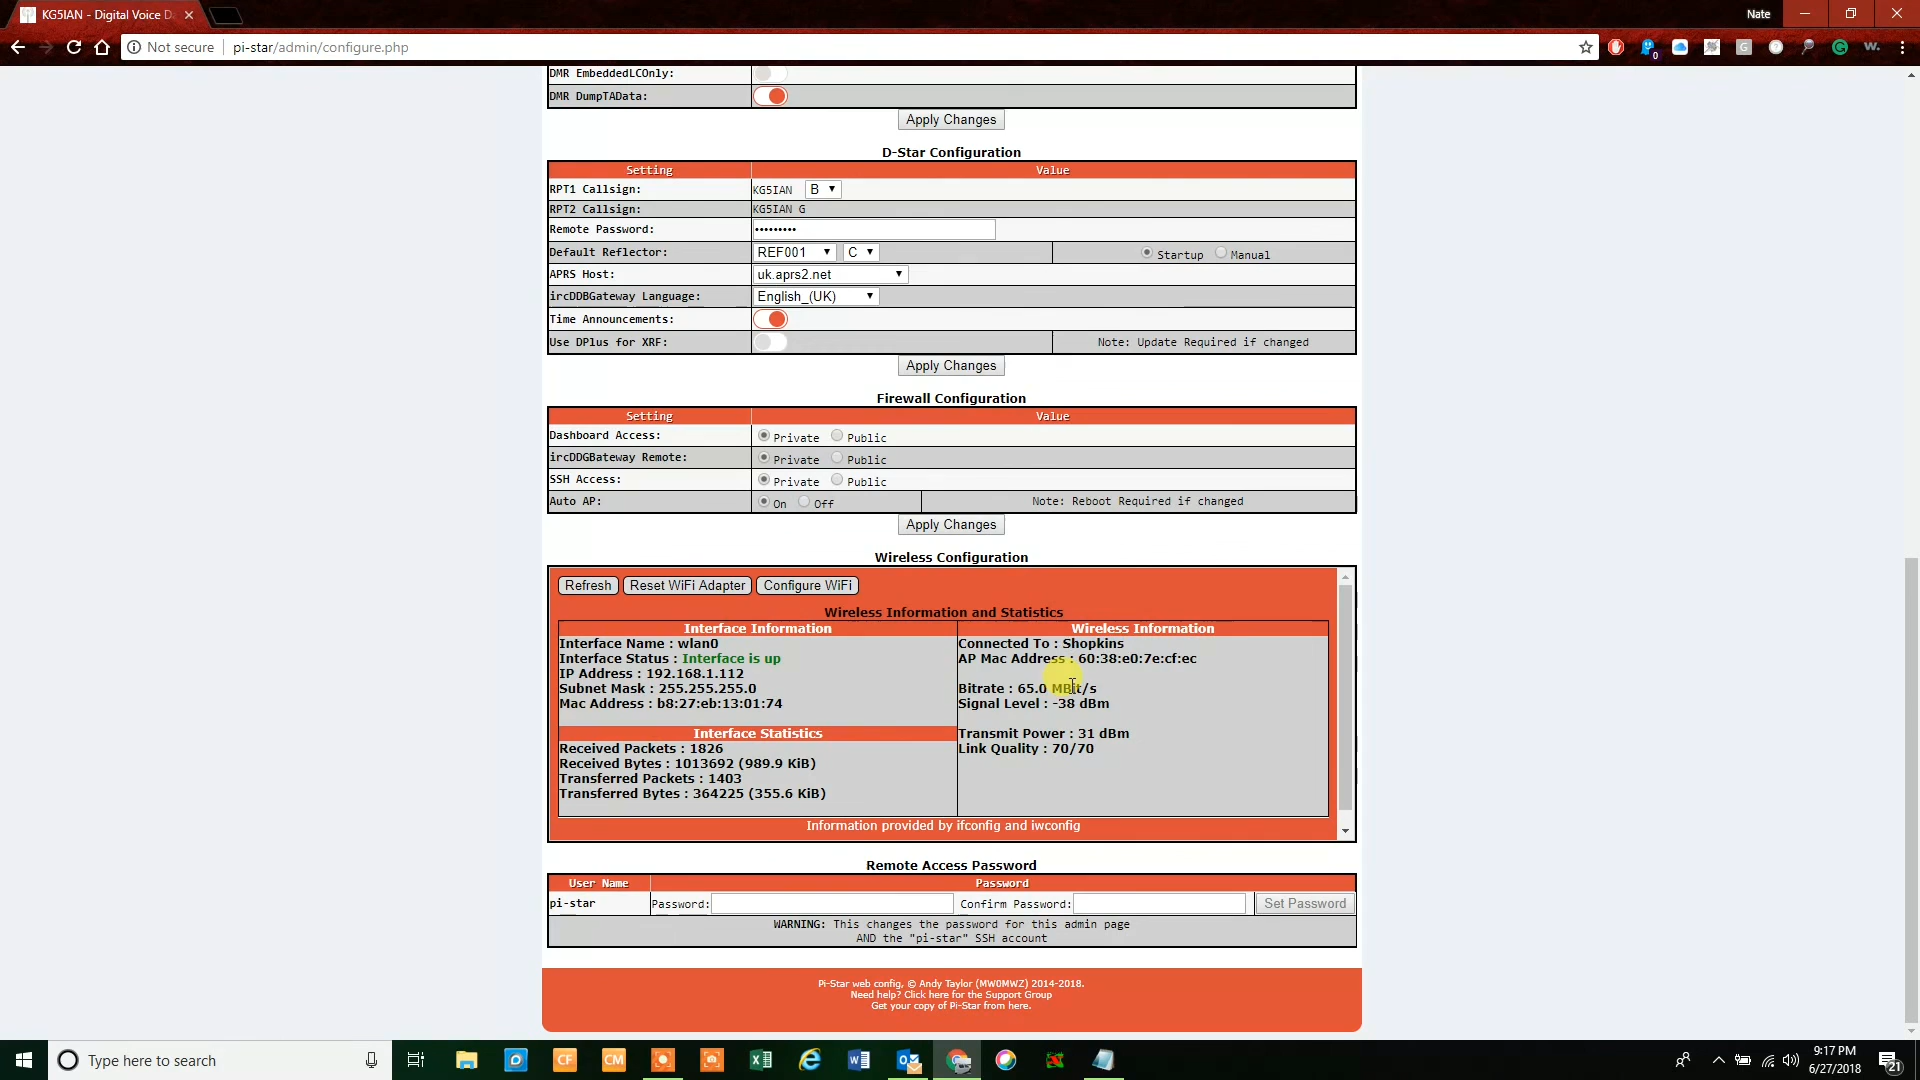 KG5IAN - Digital Voice D
Nate
Not secure
pi-star/admin/configure.php
DMR EmbeddedLCOnly:
DMR DumpTAData:
Apply Changes
D-Star Configuration
Setting Value
RPT1 Callsign: KG5IAN B
RPT2 Callsign: KG5IAN G
Remote Password: •••••••••
Default Reflector: REF001 C Startup Manual
APRS Host: uk.aprs2.net
ircDDBGateway Language: English_(UK)
Time Announcements:
Use DPlus for XRF: Note: Update Required if changed
Apply Changes
Firewall Configuration
Setting Value
Dashboard Access: Private Public
ircDDGBateway Remote: Private Public
SSH Access: Private Public
Auto AP: On Off Note: Reboot Required if changed
Apply Changes
Wireless Configuration
Refresh Reset WiFi Adapter Configure WiFi
Wireless Information and Statistics
Interface Information
Interface Name : wlan0
Interface Status : Interface is up
IP Address : 192.168.1.112
Subnet Mask : 255.255.255.0
Mac Address : b8:27:eb:13:01:74
Interface Statistics
Received Packets : 1826
Received Bytes : 1013692 (989.9 KiB)
Transferred Packets : 1403
Transferred Bytes : 364225 (355.6 KiB)
Wireless Information
Connected To : Shopkins
AP Mac Address : 60:38:e0:7e:cf:ec
Bitrate : 65.0 MBit/s
Signal Level : -38 dBm
Transmit Power : 31 dBm
Link Quality : 70/70
Information provided by ifconfig and iwconfig
Remote Access Password
User Name Password
pi-star Password: Confirm Password: Set Password
WARNING: This changes the password for this admin page
AND the "pi-star" SSH account
Pi-Star web config, © Andy Taylor (MW0MWZ) 2014-2018.
Need help? Click here for the Support Group
Get your copy of Pi-Star from here.
Type here to search
CF
CM
9:17 PM
6/27/2018
21